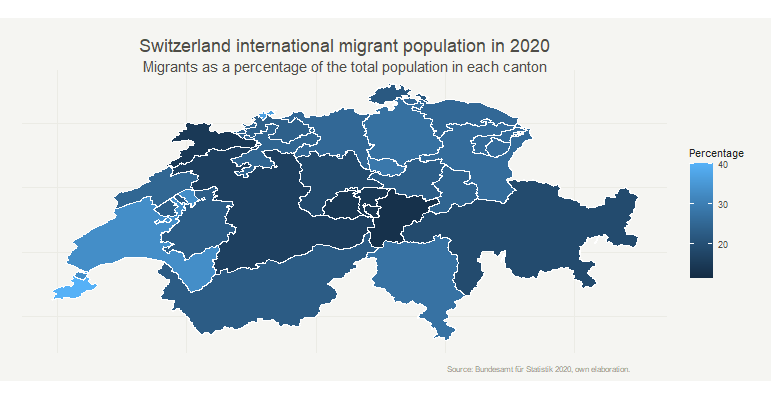 Switzerland international migrant population in 2020
Migrants as a percentage of the total population in each canton
Percentage
40
30
20
Source: Bundesamt für Statistik 2020, own elaboration.